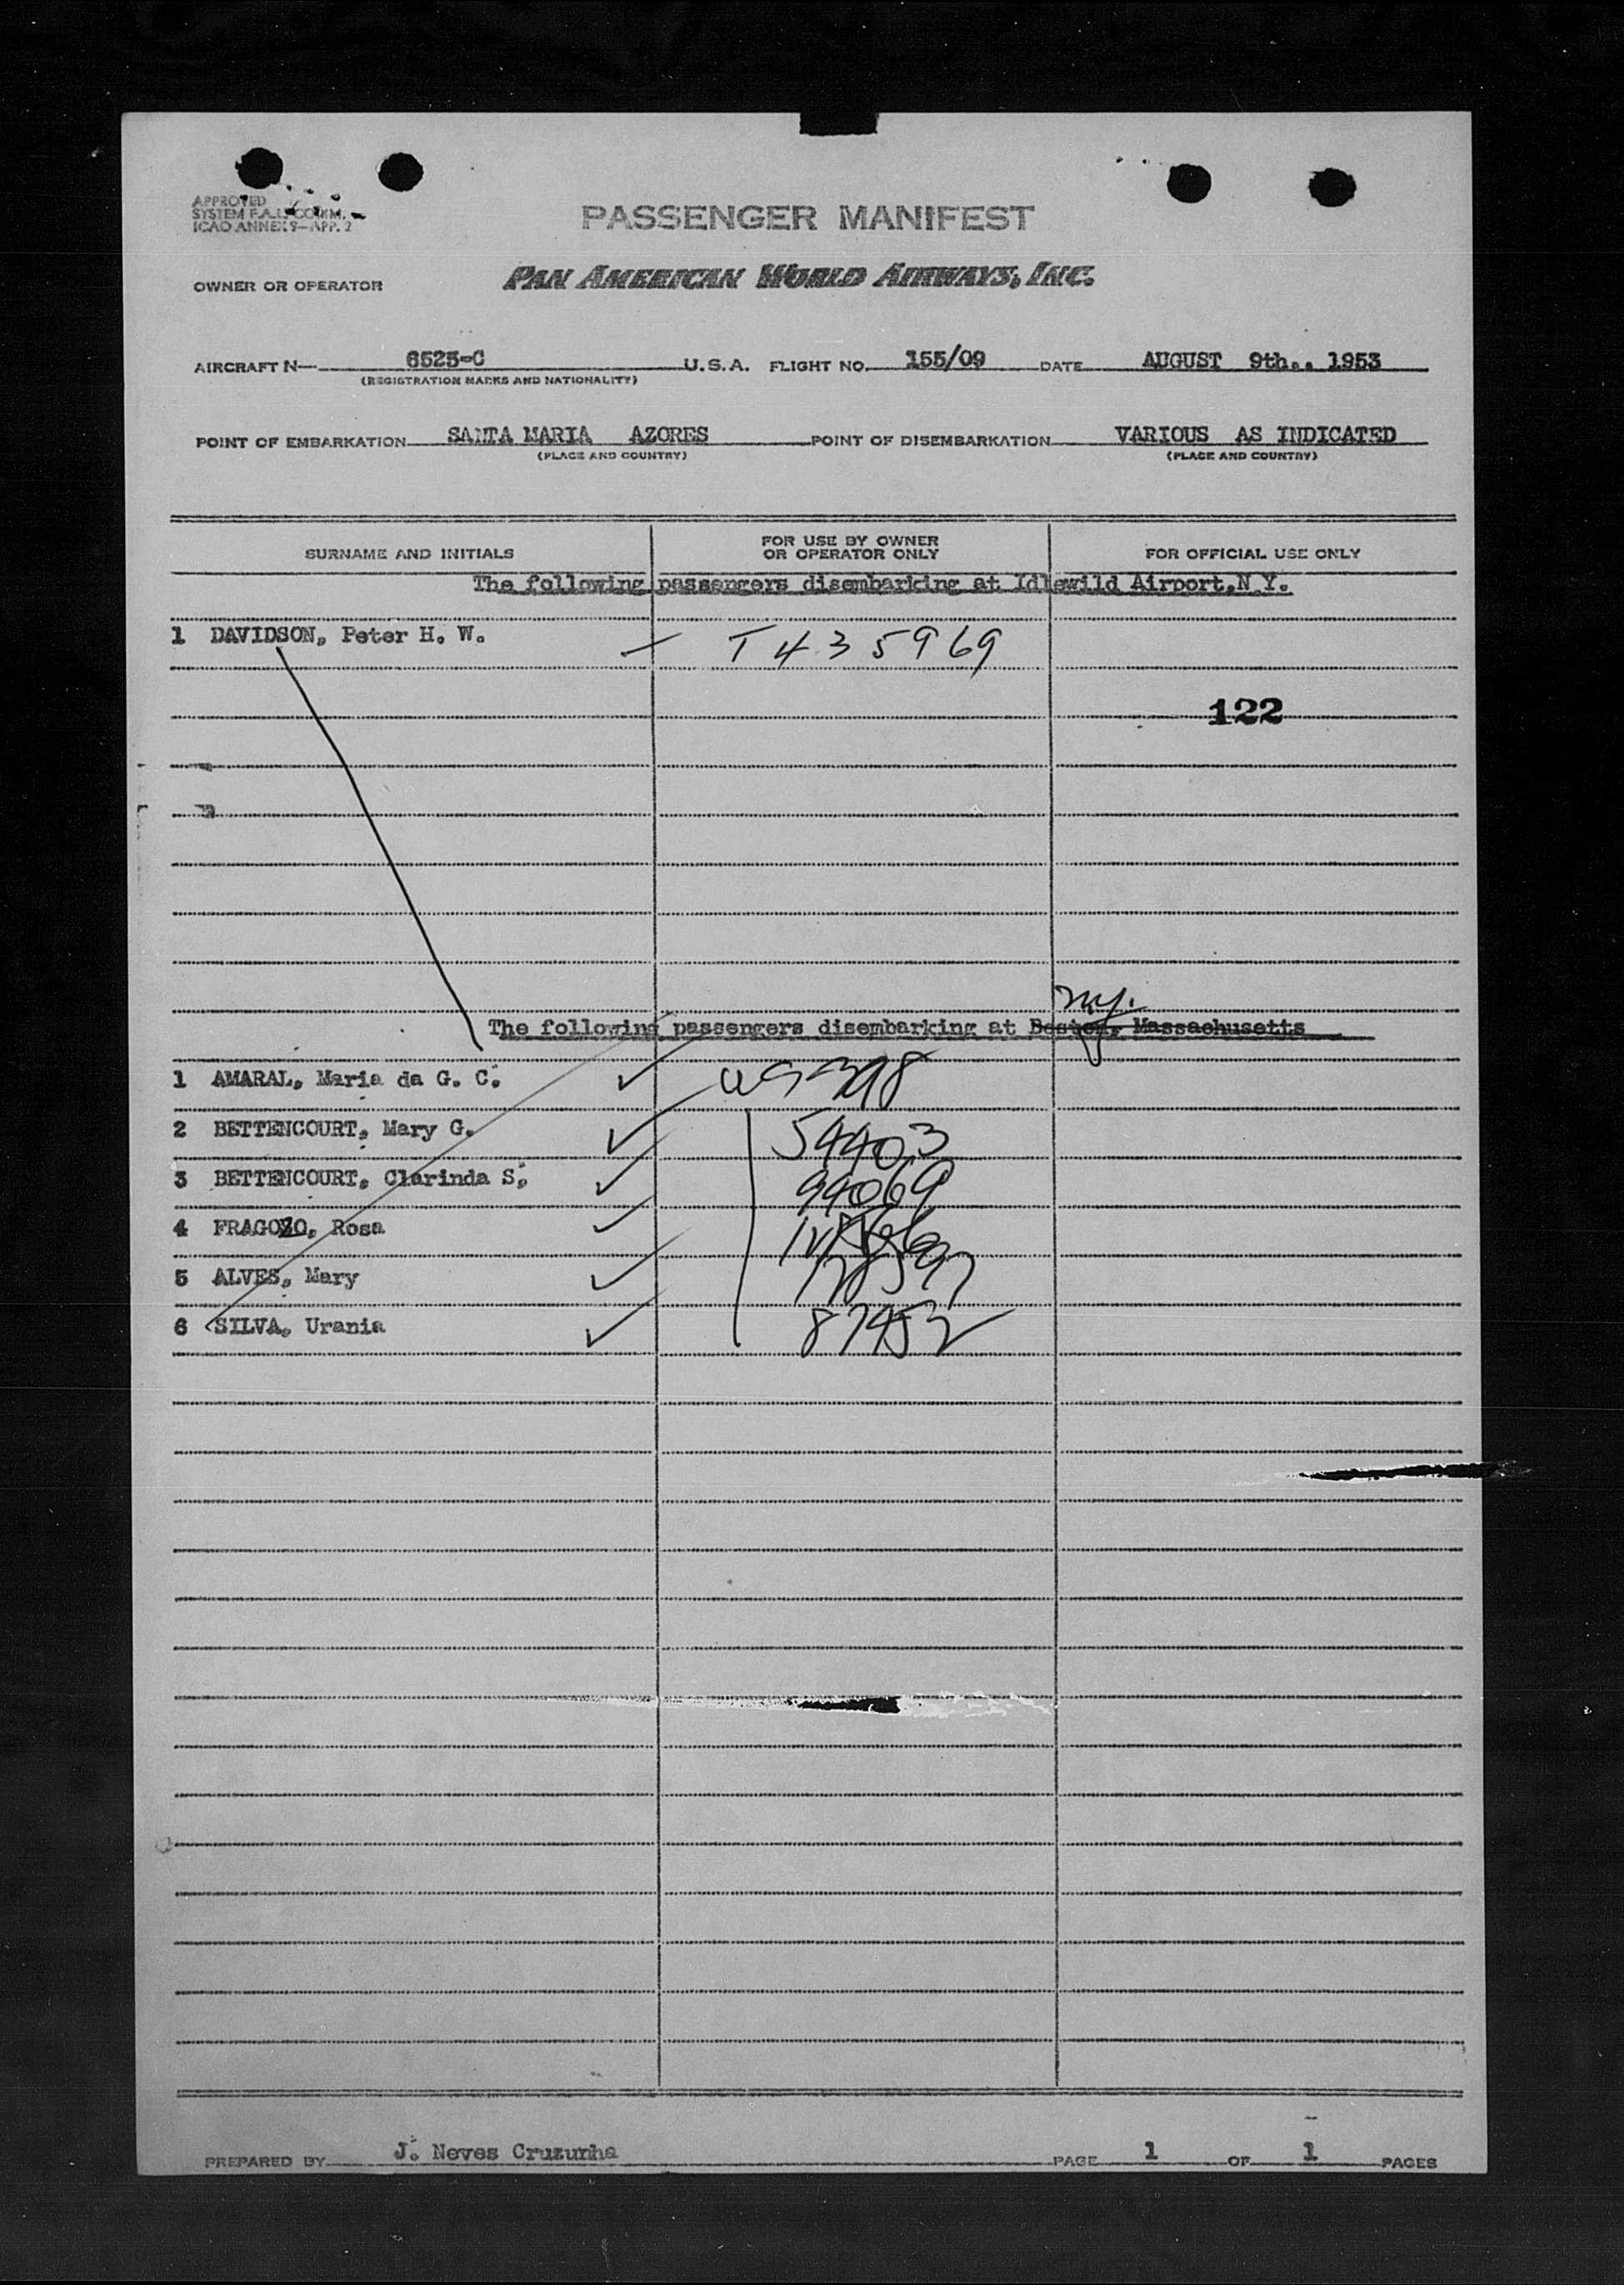 APPROVED
SYSTEM F.A.L. COMM.
ICAO ANNEX 9-APP. 2
PASSENGER MANIFEST
OWNER OR OPERATOR PAN AMERICAN WORLD AIRWAYS, INC.
AIRCRAFT N— 6525-C U.S.A. FLIGHT NO. 155/09 DATE AUGUST 9th.. 1953
(REGISTRATION MARKS AND NATIONALITY)
POINT OF EMBARKATION SANTA MARIA AZORES POINT OF DISEMBARKATION VARIOUS AS INDICATED
(PLACE AND COUNTRY) (PLACE AND COUNTRY)
SURNAME AND INITIALS FOR USE BY OWNER OR OPERATOR ONLY FOR OFFICIAL USE ONLY
The following passengers disembarking at Idlewild Airport,N.Y.
1 DAVIDSON, Peter H. W. T435969
122
N.Y.
The following passengers disembarking at Boston, Massachusetts
1 AMARAL, Maria da G. C.
2 BETTENCOURT, Mary G. 54403
3 BETTENCOURT, Clarinda S. 94069
4 FRAGOZO, Rosa
5 ALVES, Mary
6 SILVA, Urania
PREPARED BY J. Neves Cruzunha PAGE 1 OF 1 PAGES